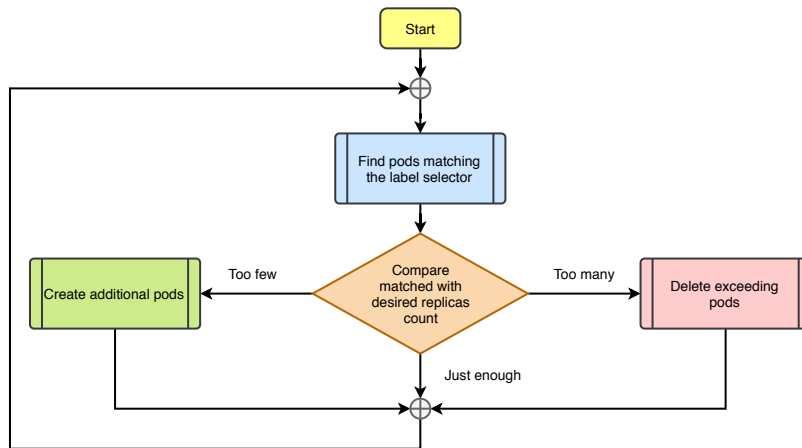 Start
Find pods matching
the label selector
Too few
Compare
matched with
desired replicas
count
Too many
Create additional pods
Delete exceeding
pods
Just enough